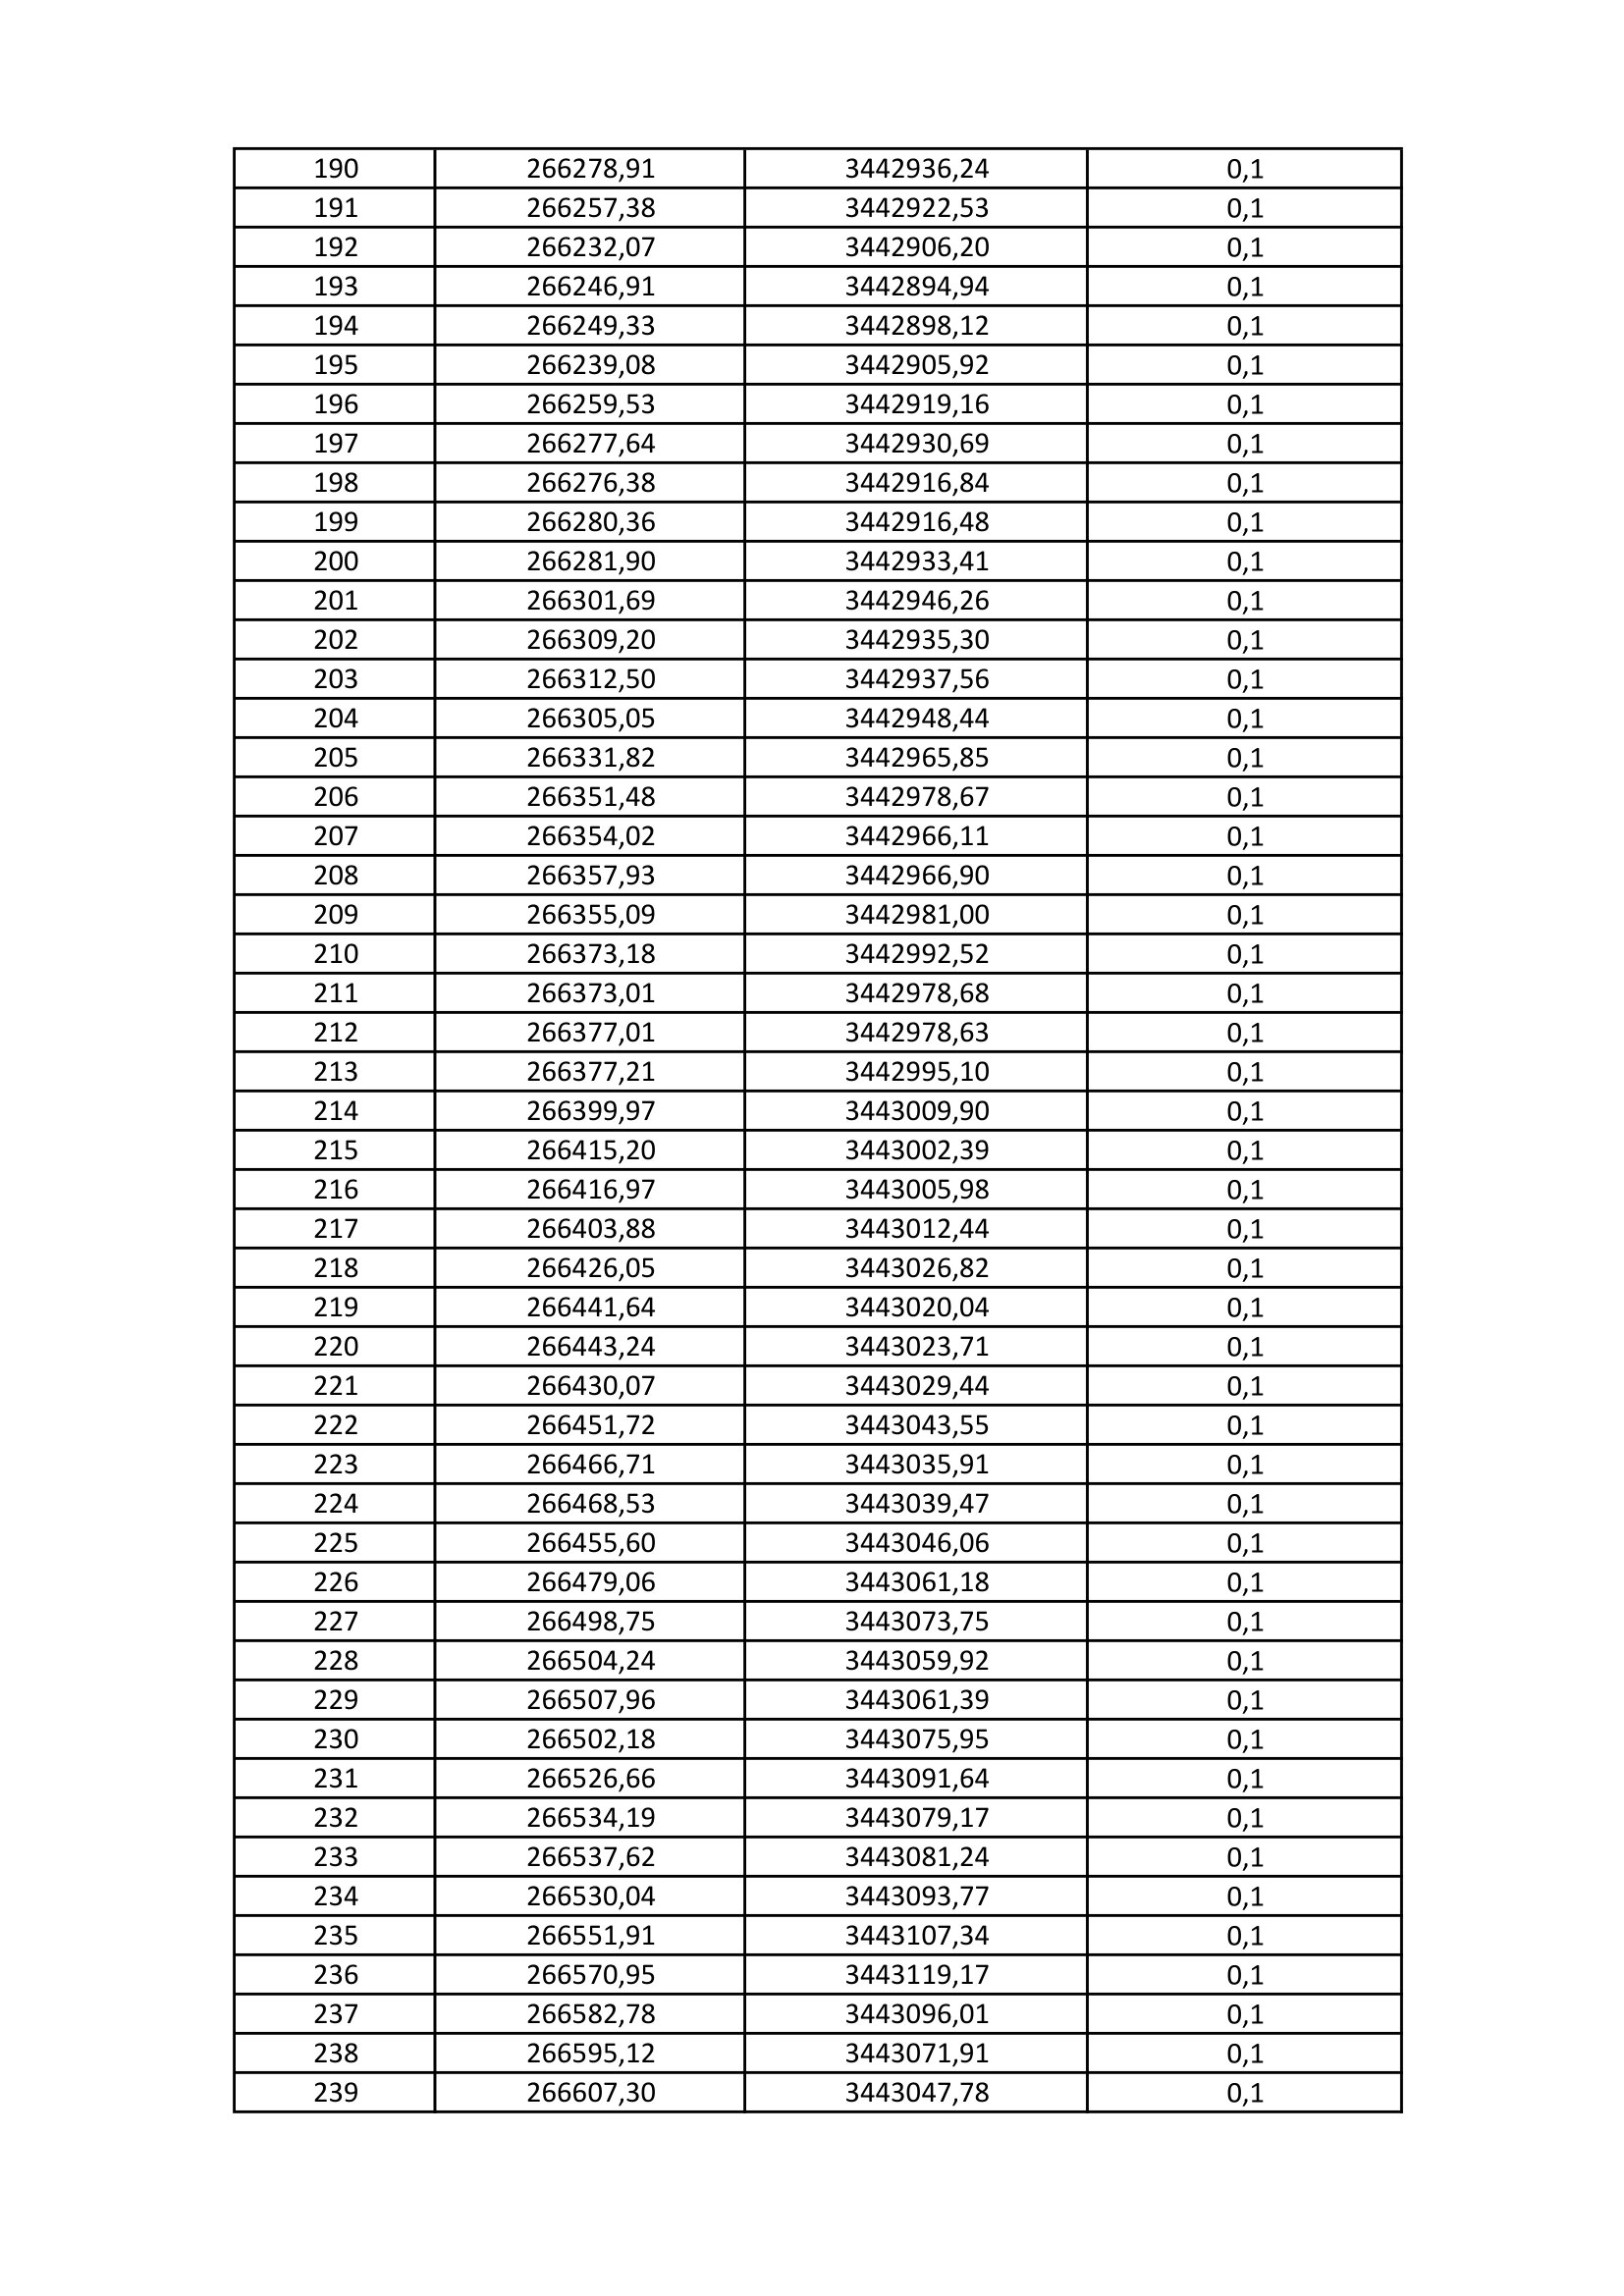 190 266278,91 3442936,24 0,1
191 266257,38 3442922,53 0,1
192 266232,07 3442906,20 0,1
193 266246,91 3442894,94 0,1
194 266249,33 3442898,12 0,1
195 266239,08 3442905,92 0,1
196 266259,53 3442919,16 0,1
197 266277,64 3442930,69 0,1
198 266276,38 3442916,84 0,1
199 266280,36 3442916,48 0,1
200 266281,90 3442933,41 0,1
201 266301,69 3442946,26 0,1
202 266309,20 3442935,30 0,1
203 266312,50 3442937,56 0,1
204 266305,05 3442948,44 0,1
205 266331,82 3442965,85 0,1
206 266351,48 3442978,67 0,1
207 266354,02 3442966,11 0,1
208 266357,93 3442966,90 0,1
209 266355,09 3442981,00 0,1
210 266373,18 3442992,52 0,1
211 266373,01 3442978,68 0,1
212 266377,01 3442978,63 0,1
213 266377,21 3442995,10 0,1
214 266399,97 3443009,90 0,1
215 266415,20 3443002,39 0,1
216 266416,97 3443005,98 0,1
217 266403,88 3443012,44 0,1
218 266426,05 3443026,82 0,1
219 266441,64 3443020,04 0,1
220 266443,24 3443023,71 0,1
221 266430,07 3443029,44 0,1
222 266451,72 3443043,55 0,1
223 266466,71 3443035,91 0,1
224 266468,53 3443039,47 0,1
225 266455,60 3443046,06 0,1
226 266479,06 3443061,18 0,1
227 266498,75 3443073,75 0,1
228 266504,24 3443059,92 0,1
229 266507,96 3443061,39 0,1
230 266502,18 3443075,95 0,1
231 266526,66 3443091,64 0,1
232 266534,19 3443079,17 0,1
233 266537,62 3443081,24 0,1
234 266530,04 3443093,77 0,1
235 266551,91 3443107,34 0,1
236 266570,95 3443119,17 0,1
237 266582,78 3443096,01 0,1
238 266595,12 3443071,91 0,1
239 266607,30 3443047,78 0,1